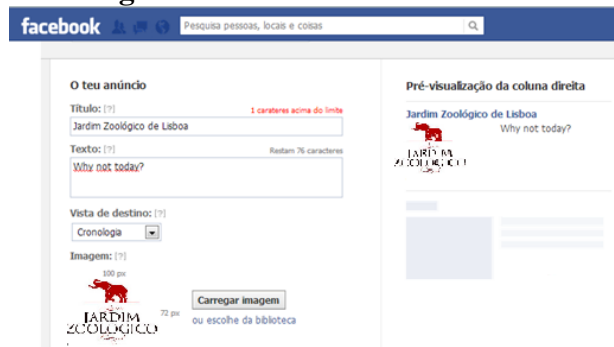 facebook Pesquisa pessoas, locais e coisas
O teu anúncio
Título: [?] 1 carateres acima do limite
Jardim Zoológico de Lisboa
Texto: [?] Restam 76 caracteres
Why not today?
Vista de destino: [?]
Cronologia
Imagem: [?]
100 px
72 px
JARDIM
ZOOLÓGICO
Carregar imagem
ou escolhe da biblioteca
Pré-visualização da coluna direita
Jardim Zoológico de Lisboa
Why not today?
JARDIM
ZOOLÓGICO